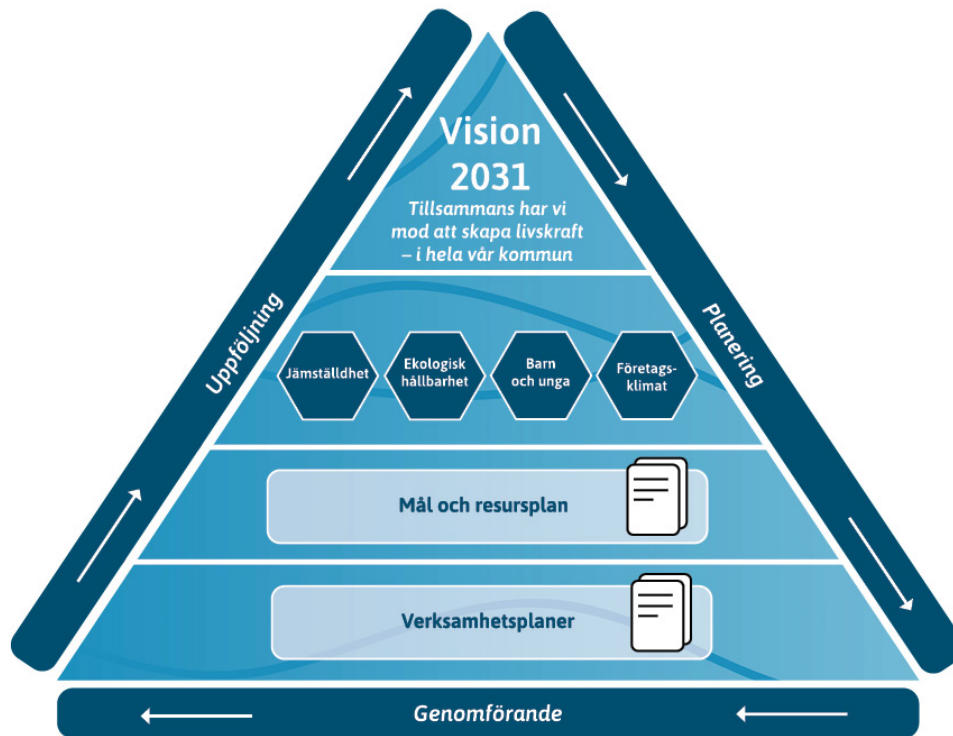 Vision
2031
Tillsammans har vi
mod att skapa livskraft
– i hela vår kommun
Uppföljning
Planering
Jämställdhet
Ekologisk
hållbarhet
Barn
och unga
Företags-
klimat
Mål och resursplan
Verksamhetsplaner
Genomförande